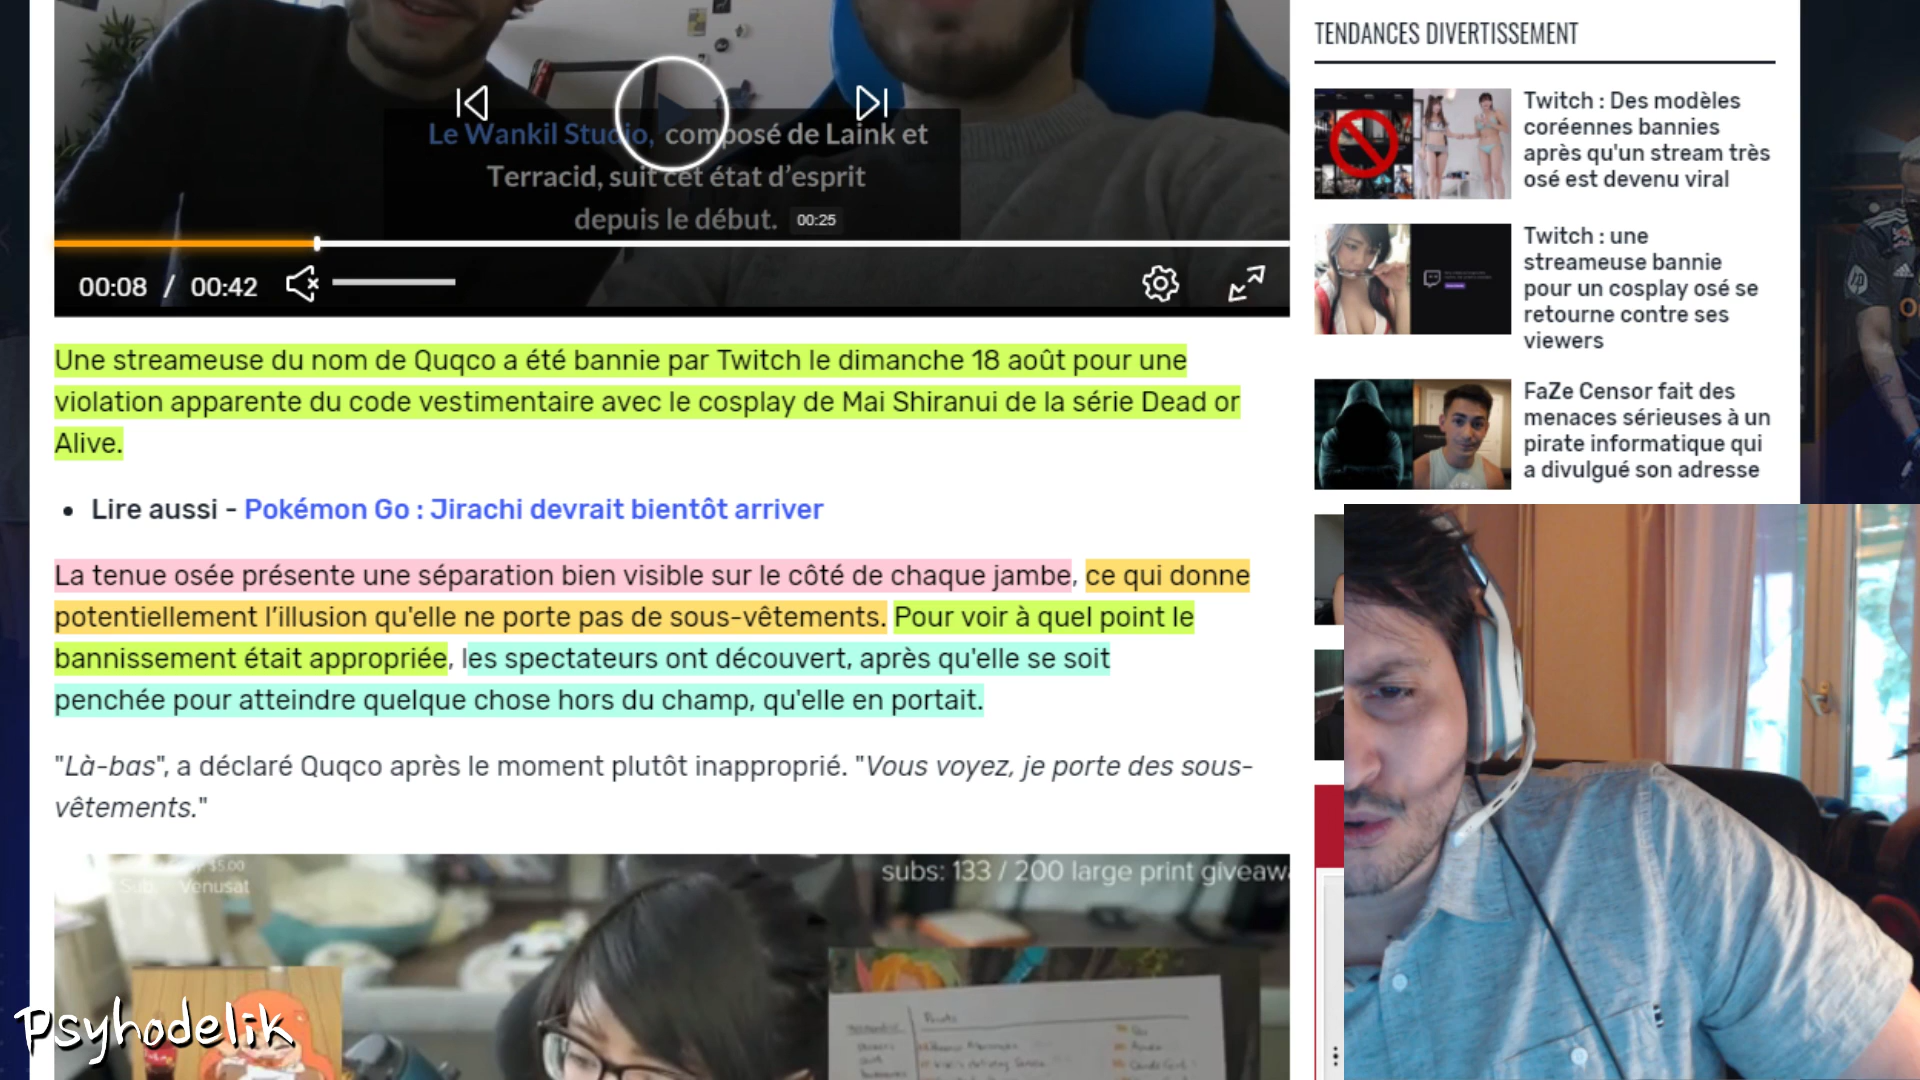 Le Wankil Studio, composé de Laink et
Terracid, suit cet état d’esprit
depuis le début.
00:25
00:08 / 00:42
Une streameuse du nom de Quqco a été bannie par Twitch le dimanche 18 août pour une
violation apparente du code vestimentaire avec le cosplay de Mai Shiranui de la série Dead or
Alive.
Lire aussi - Pokémon Go : Jirachi devrait bientôt arriver
La tenue osée présente une séparation bien visible sur le côté de chaque jambe, ce qui donne
potentiellement l’illusion qu'elle ne porte pas de sous-vêtements. Pour voir à quel point le
bannissement était appropriée, les spectateurs ont découvert, après qu'elle se soit
penchée pour atteindre quelque chose hors du champ, qu'elle en portait.
"Là-bas", a déclaré Quqco après le moment plutôt inapproprié. "Vous voyez, je porte des sous-
vêtements."
$5.00
Sub. Venusat
subs: 133 / 200 large print giveaw
Psyhodelik
TENDANCES DIVERTISSEMENT
Twitch : Des modèles
coréennes bannies
après qu'un stream très
osé est devenu viral
Twitch : une
streameuse bannie
pour un cosplay osé se
retourne contre ses
viewers
FaZe Censor fait des
menaces sérieuses à un
pirate informatique qui
a divulgué son adresse